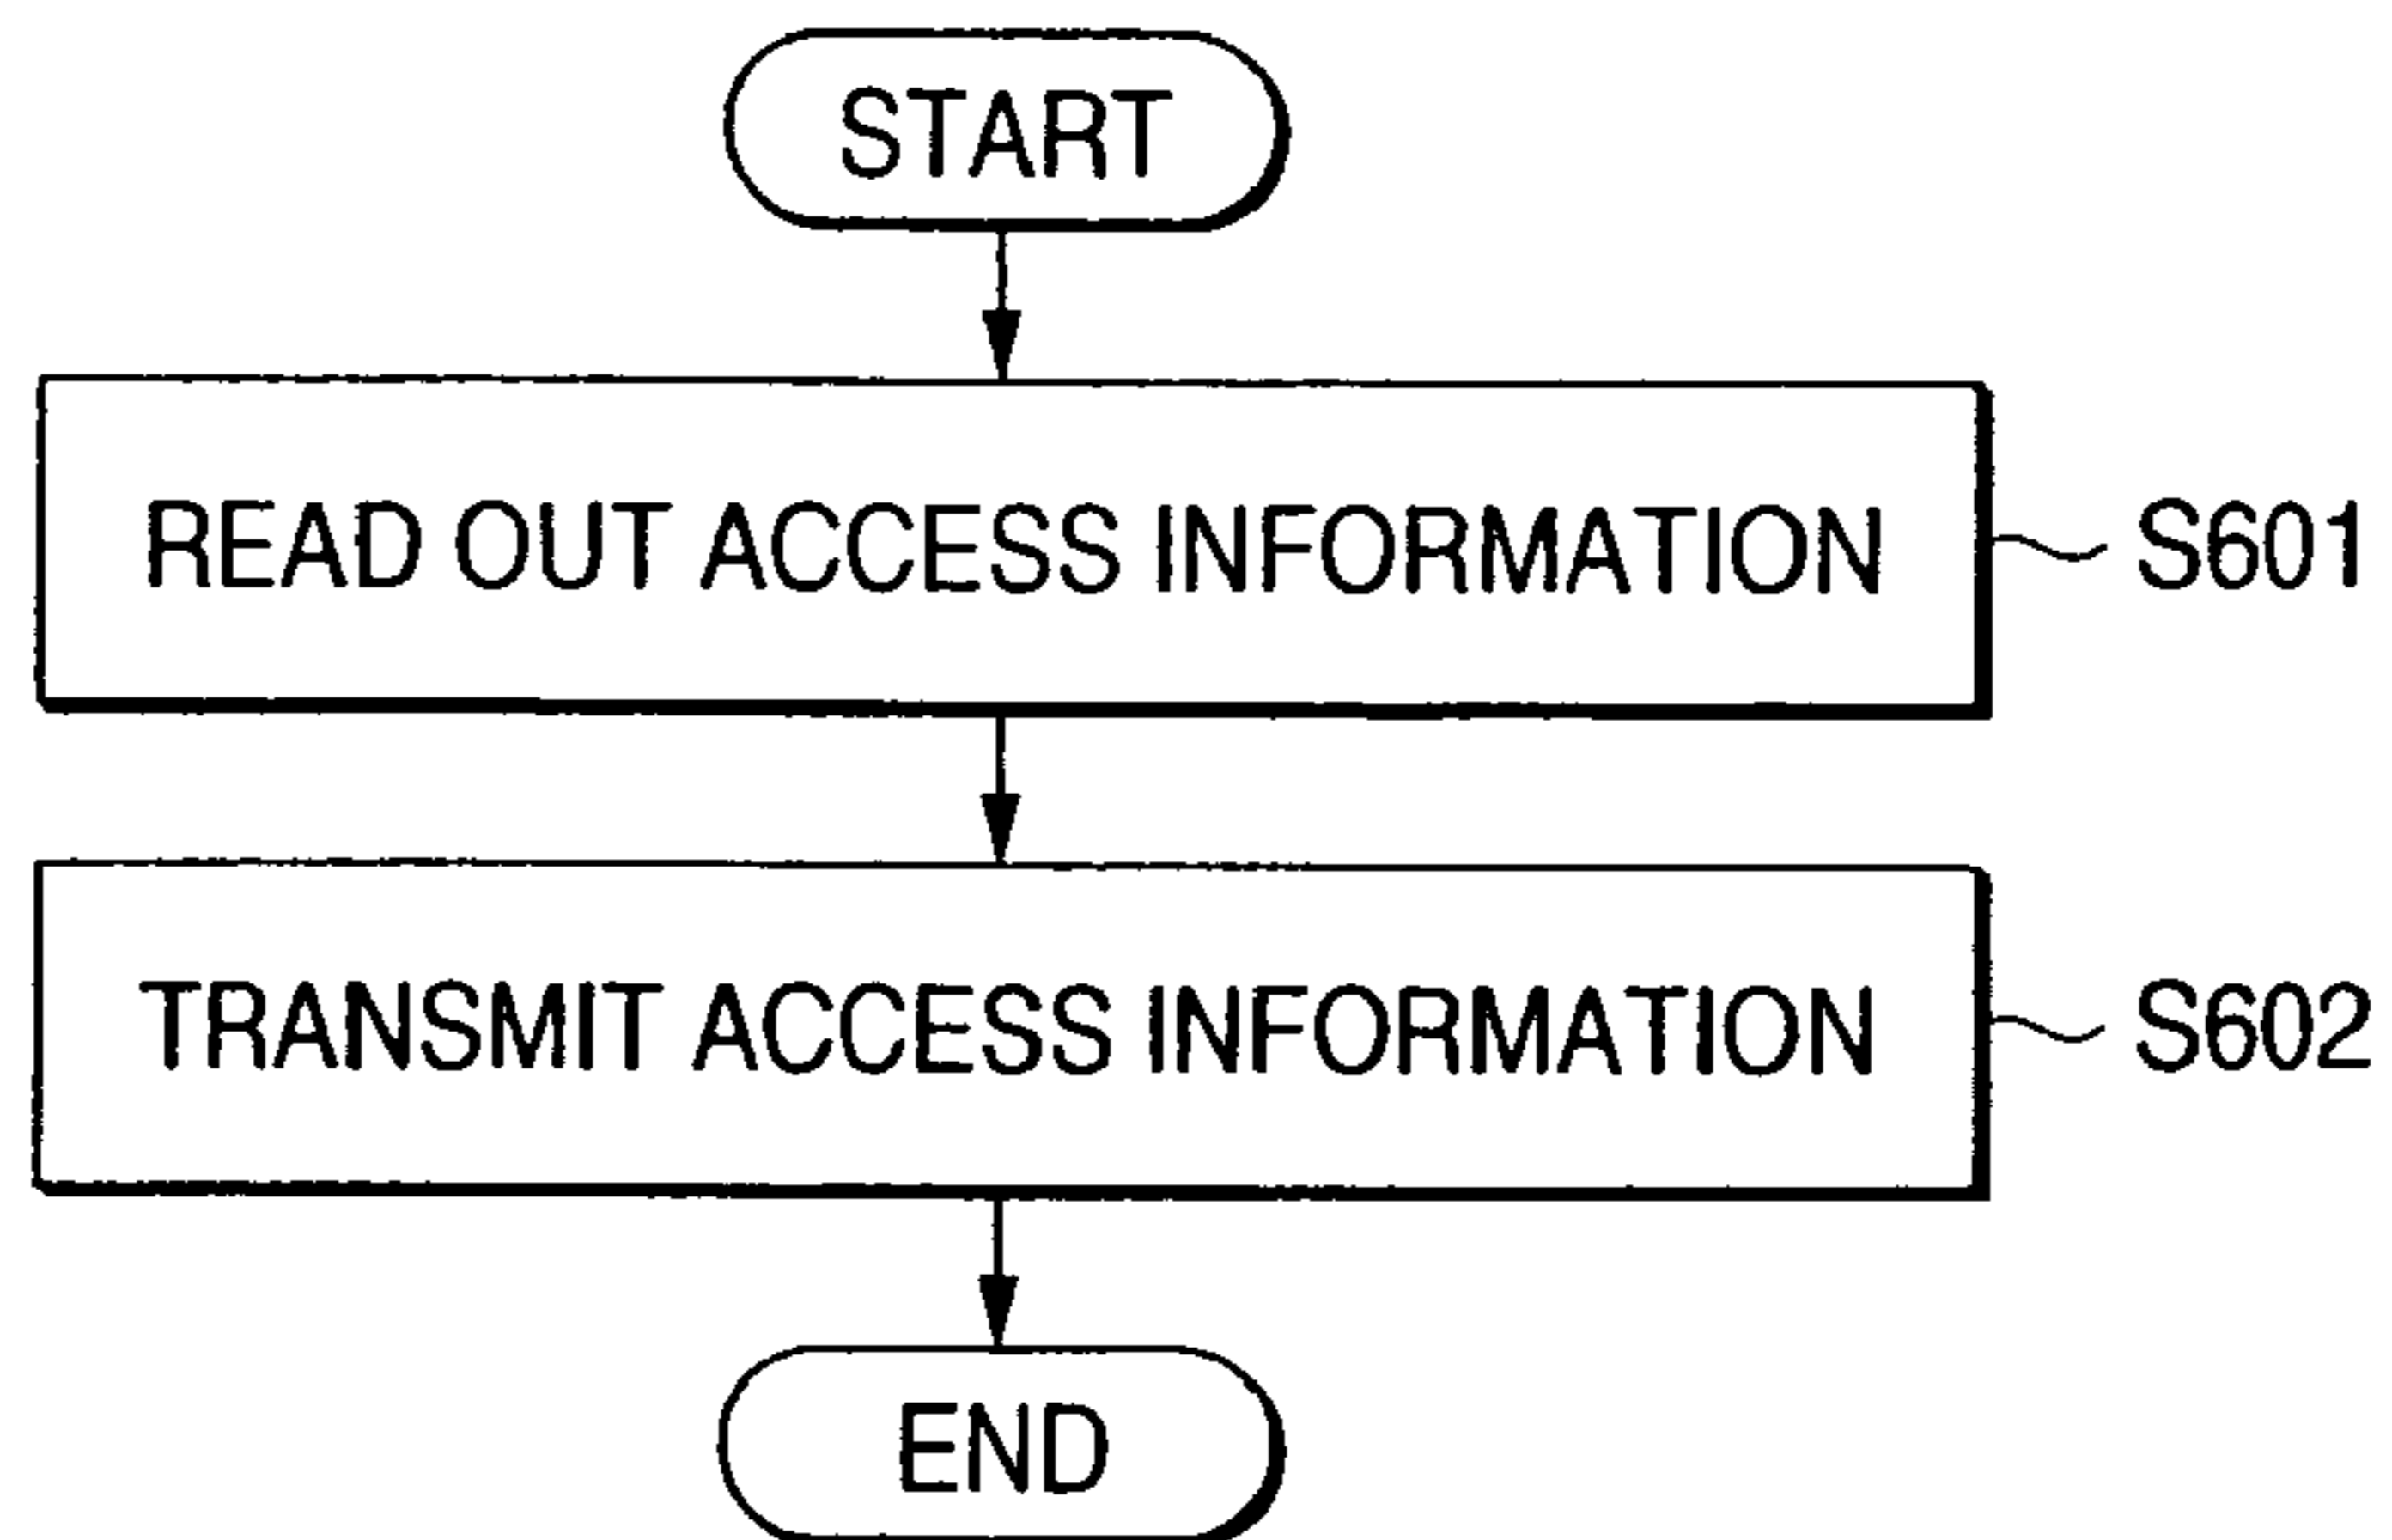 START
READ OUT ACCESS INFORMATION S601
TRANSMIT ACCESS INFORMATION S602
END